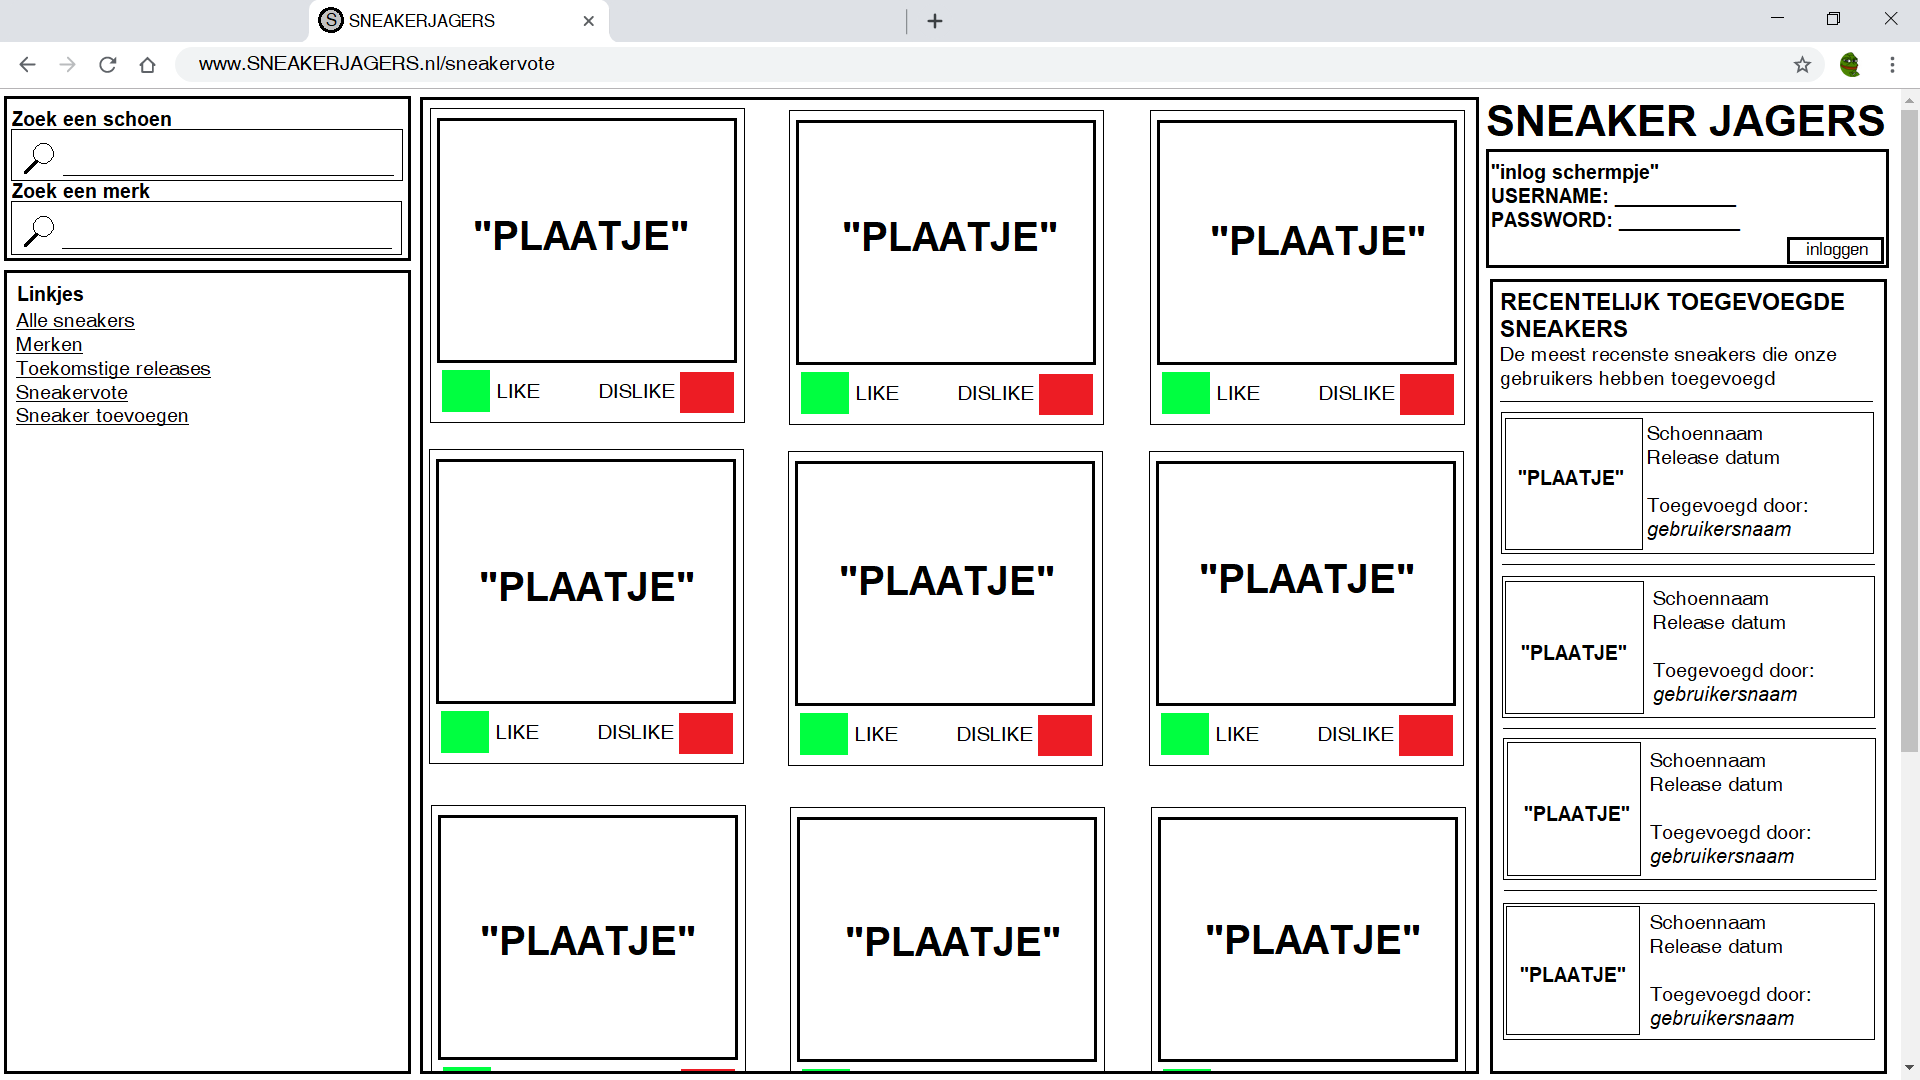 S SNEAKERJAGERS
www.SNEAKERJAGERS.nl/sneakervote
Zoek een schoen
Zoek een merk
Linkjes
Alle sneakers
Merken
Toekomstige releases
Sneakervote
Sneaker toevoegen
"PLAATJE"
LIKE DISLIKE
"PLAATJE"
LIKE DISLIKE
"PLAATJE"
LIKE DISLIKE
"PLAATJE"
LIKE DISLIKE
"PLAATJE"
LIKE DISLIKE
"PLAATJE"
LIKE DISLIKE
"PLAATJE"
"PLAATJE"
"PLAATJE"
SNEAKER JAGERS
"inlog schermpje"
USERNAME: ___________
PASSWORD: ___________
inloggen
RECENTELIJK TOEGEVOEGDE
SNEAKERS
De meest recenste sneakers die onze
gebruikers hebben toegevoegd
"PLAATJE"
Schoennaam
Release datum
Toegevoegd door:
gebruikersnaam
"PLAATJE"
Schoennaam
Release datum
Toegevoegd door:
gebruikersnaam
"PLAATJE"
Schoennaam
Release datum
Toegevoegd door:
gebruikersnaam
"PLAATJE"
Schoennaam
Release datum
Toegevoegd door:
gebruikersnaam